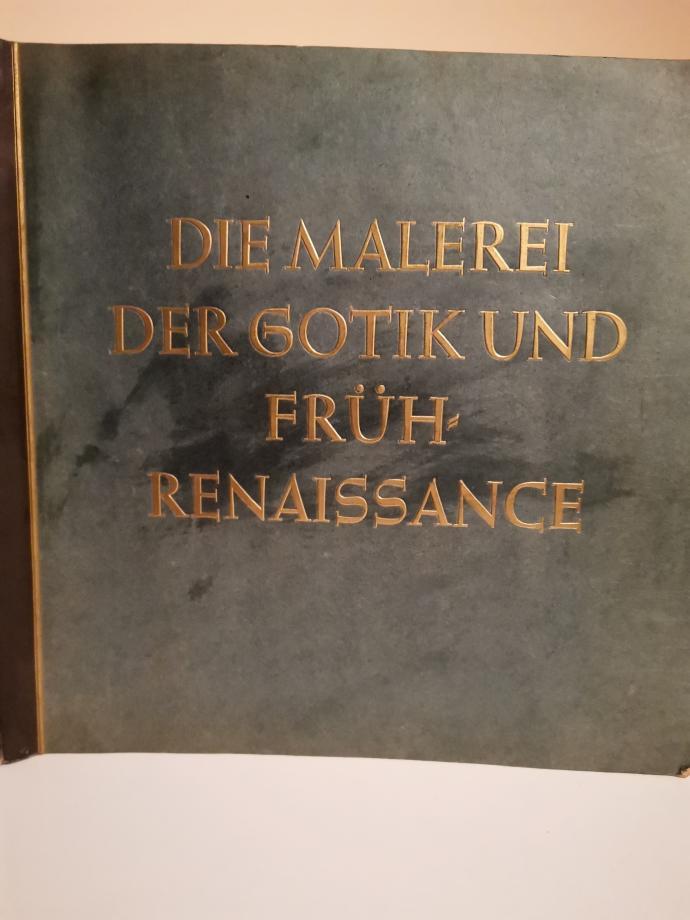 DIE MALEREI
DER GOTIK UND
FRÜH-
RENAISSANCE